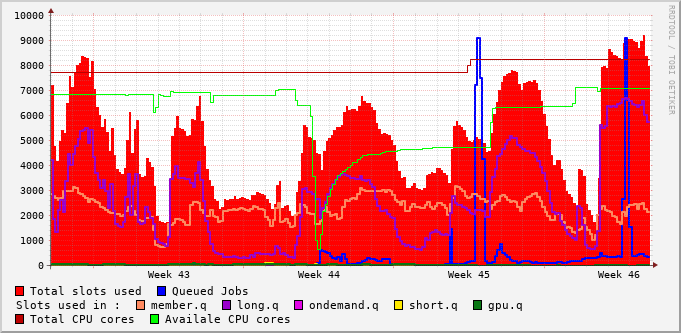 10000
9000
8000
7000
6000
5000
4000
3000
2000
1000
0
Week 43 Week 44 Week 45 Week 46
RRDTOOL / TOBI OETIKER
Total slots used Queued Jobs
Slots used in : member.q long.q ondemand.q short.q gpu.q
Total CPU cores Availale CPU cores